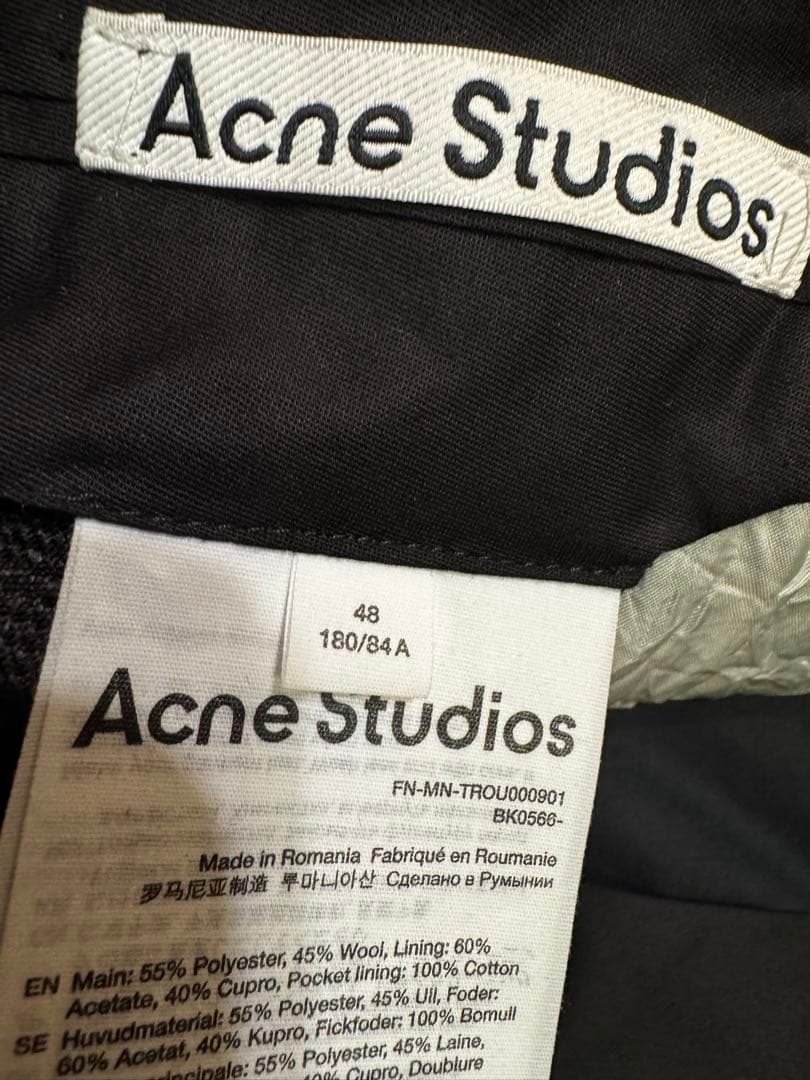 Acne Studios
48
180/84 A
Acne Studios
FN-MN-TROU000901
BK0566-
Made in Romania Fabriqué en Roumanie
罗马尼亚制造 루마니아산 Сделано в Румынии
EN Main: 55% Polyester, 45% Wool, Lining: 60%
Acetate, 40% Cupro, Pocket lining: 100% Cotton
SE Huvudmaterial: 55% Polyester, 45% Ull, Foder:
60% Acetat, 40% Kupro, Fickfoder: 100% Bomull
55% Polyester, 45% Laine,
Cupro, Doublure